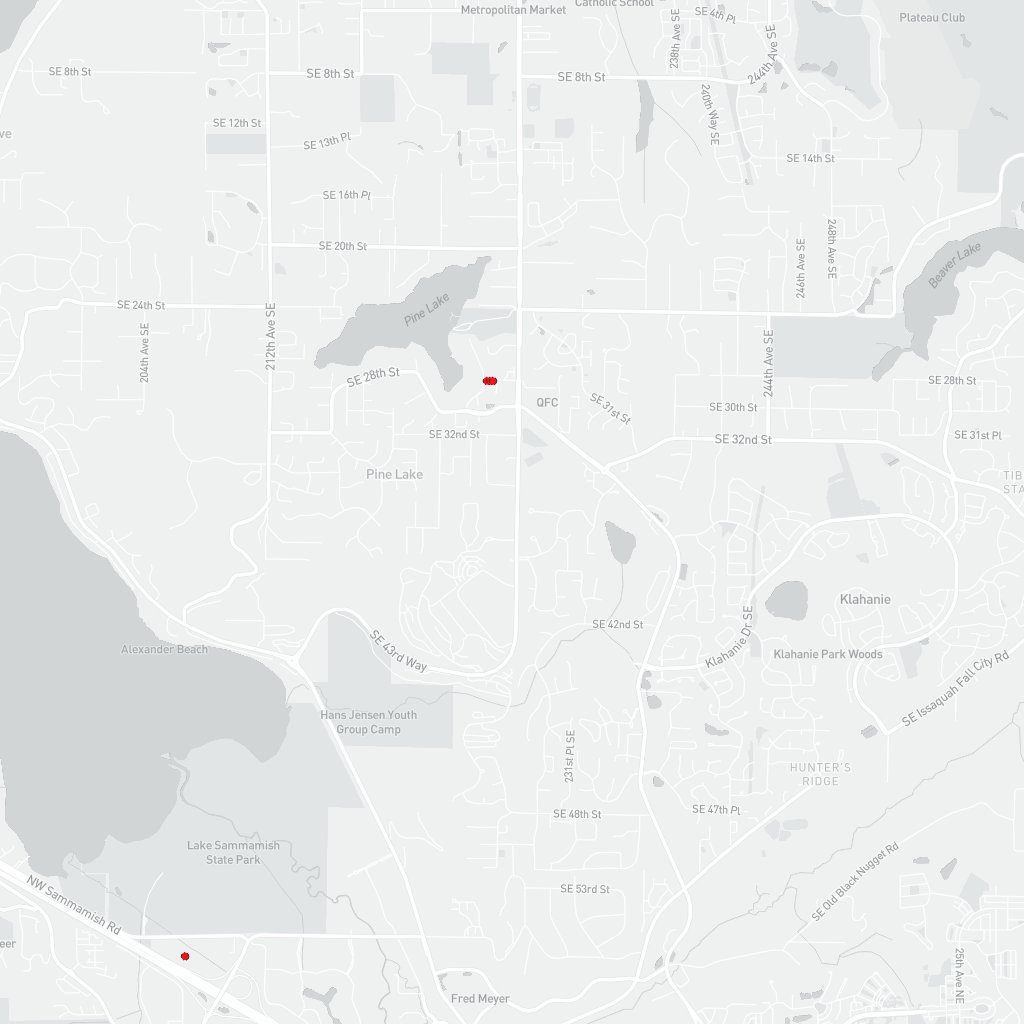 Metropolitan Market
Catholic School
SE 4th Pl
238th Ave SE
244th Ave SE
Plateau Club
SE 8th St
SE 8th St
SE 8th St
240th Way SE
SE 12th St
SE 13th Pl
SE 14th St
SE 16th Pl
SE 20th St
246th Ave SE
248th Ave SE
Beaver Lake
SE 24th St
Pine Lake
204th Ave SE
212th Ave SE
244th Ave SE
SE 28th St
SE 28th St
QFC
SE 31st St
SE 30th St
SE 32nd St
SE 32nd St
SE 31st Pl
Pine Lake
TIB
STA
Klahanie
SE 42nd St
Klahanie Dr SE
SE 43rd Way
Alexander Beach
Klahanie Park Woods
SE Issaquah Fall City Rd
Hans Jensen Youth
Group Camp
231st Pl SE
HUNTER'S
RIDGE
SE 48th St
SE 47th Pl
Lake Sammamish
State Park
SE Old Black Nugget Rd
NW Sammamish Rd
SE 53rd St
eer
25th Ave NE
Fred Meyer